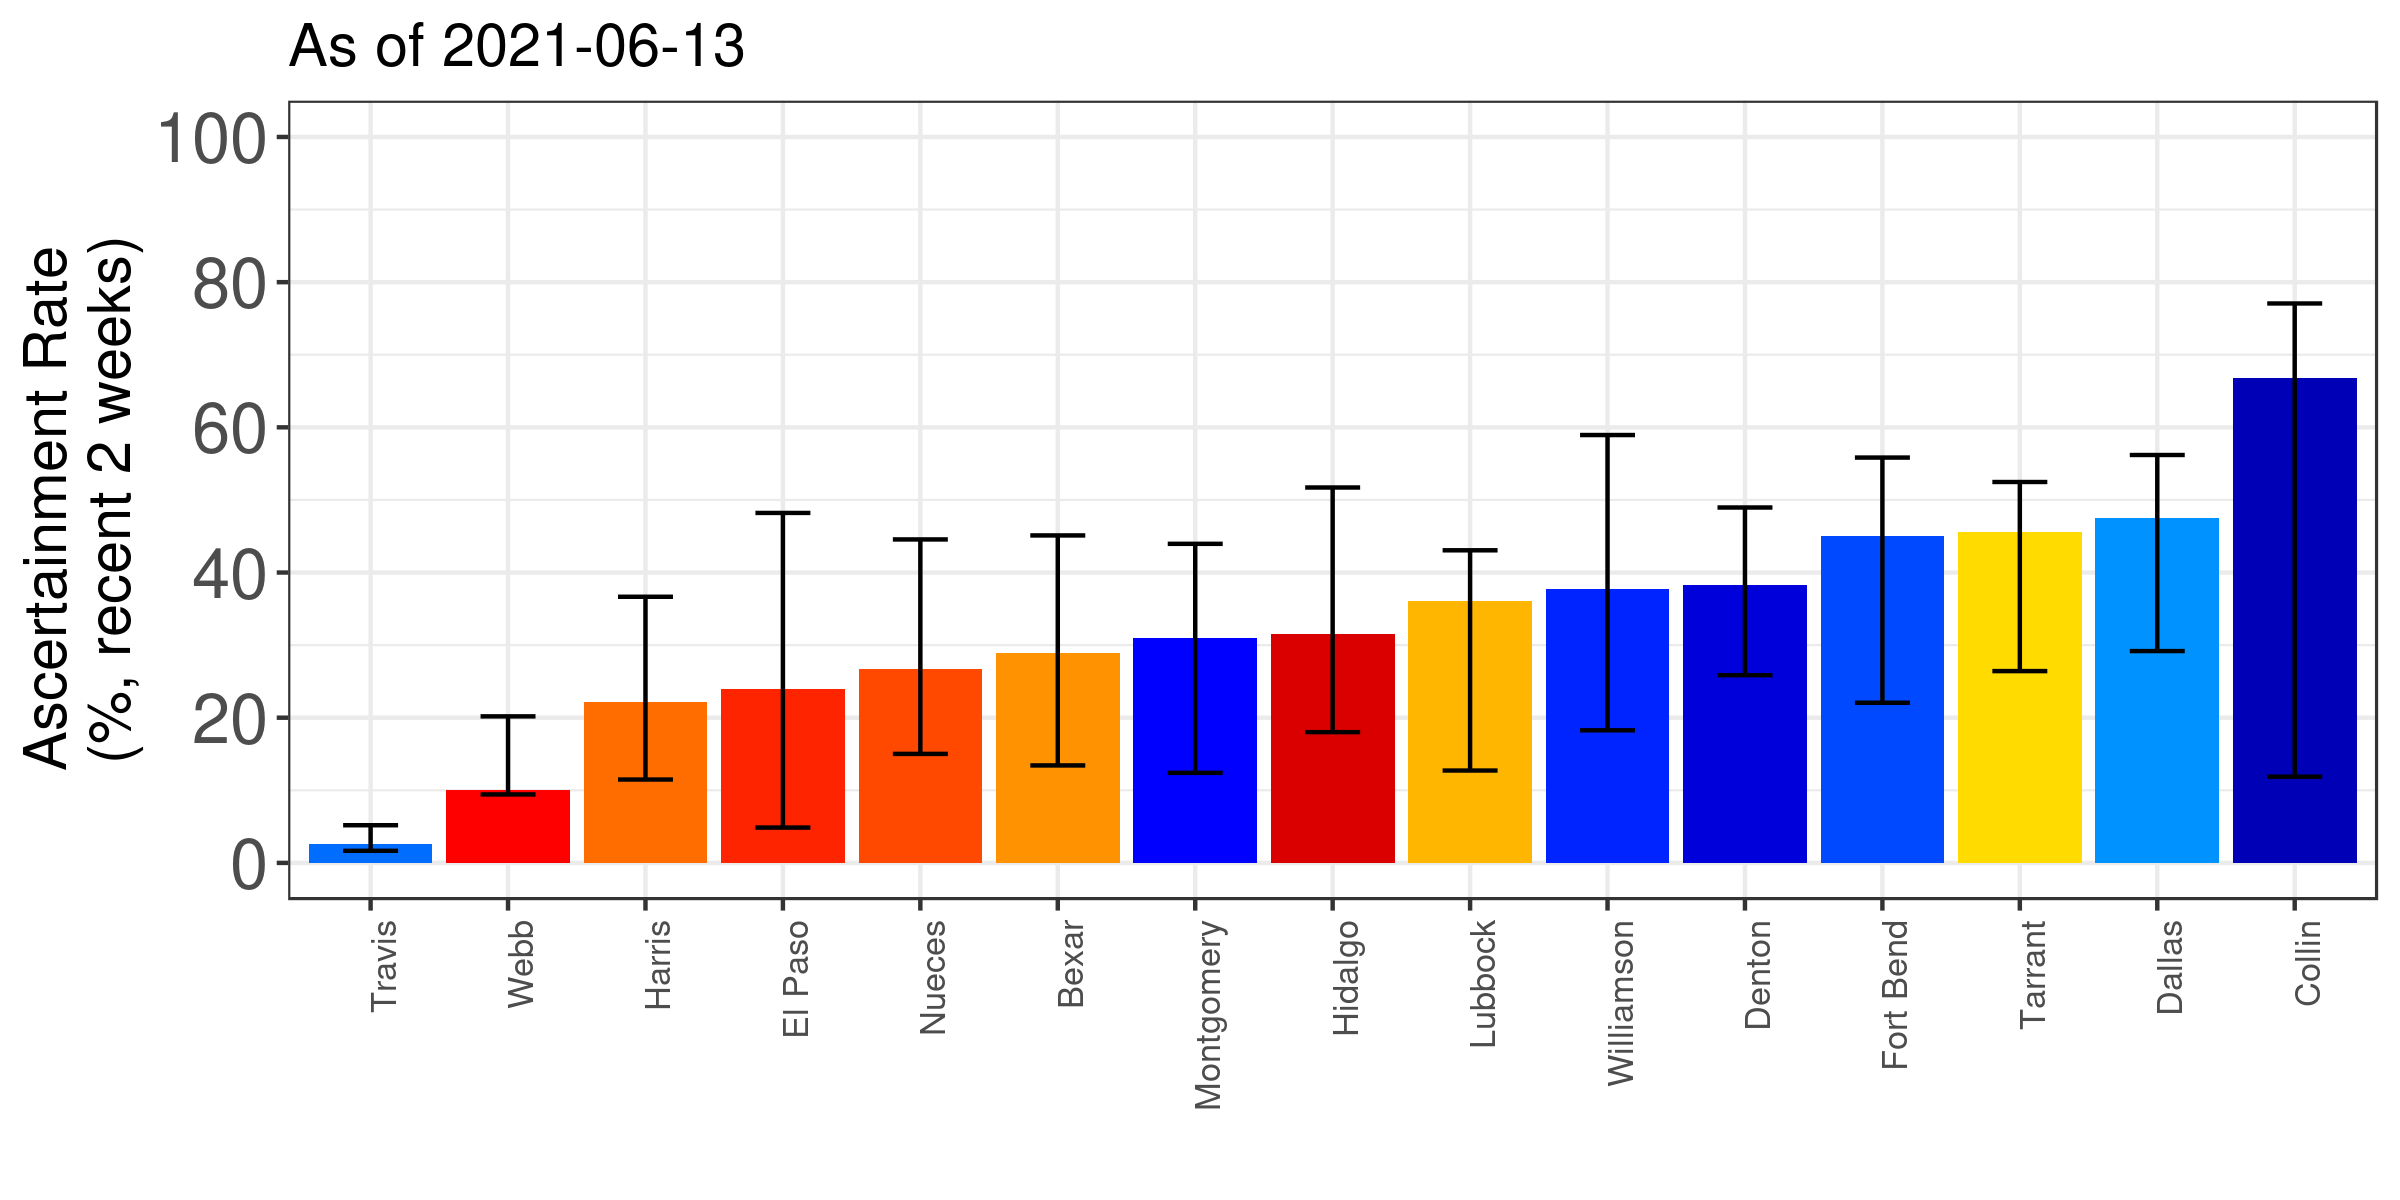 As of 2021-06-13
Ascertainment Rate
(%, recent 2 weeks)
100
80
60
40
20
0
Travis
Webb
Harris
El Paso
Nueces
Bexar
Montgomery
Hidalgo
Lubbock
Williamson
Denton
Fort Bend
Tarrant
Dallas
Collin